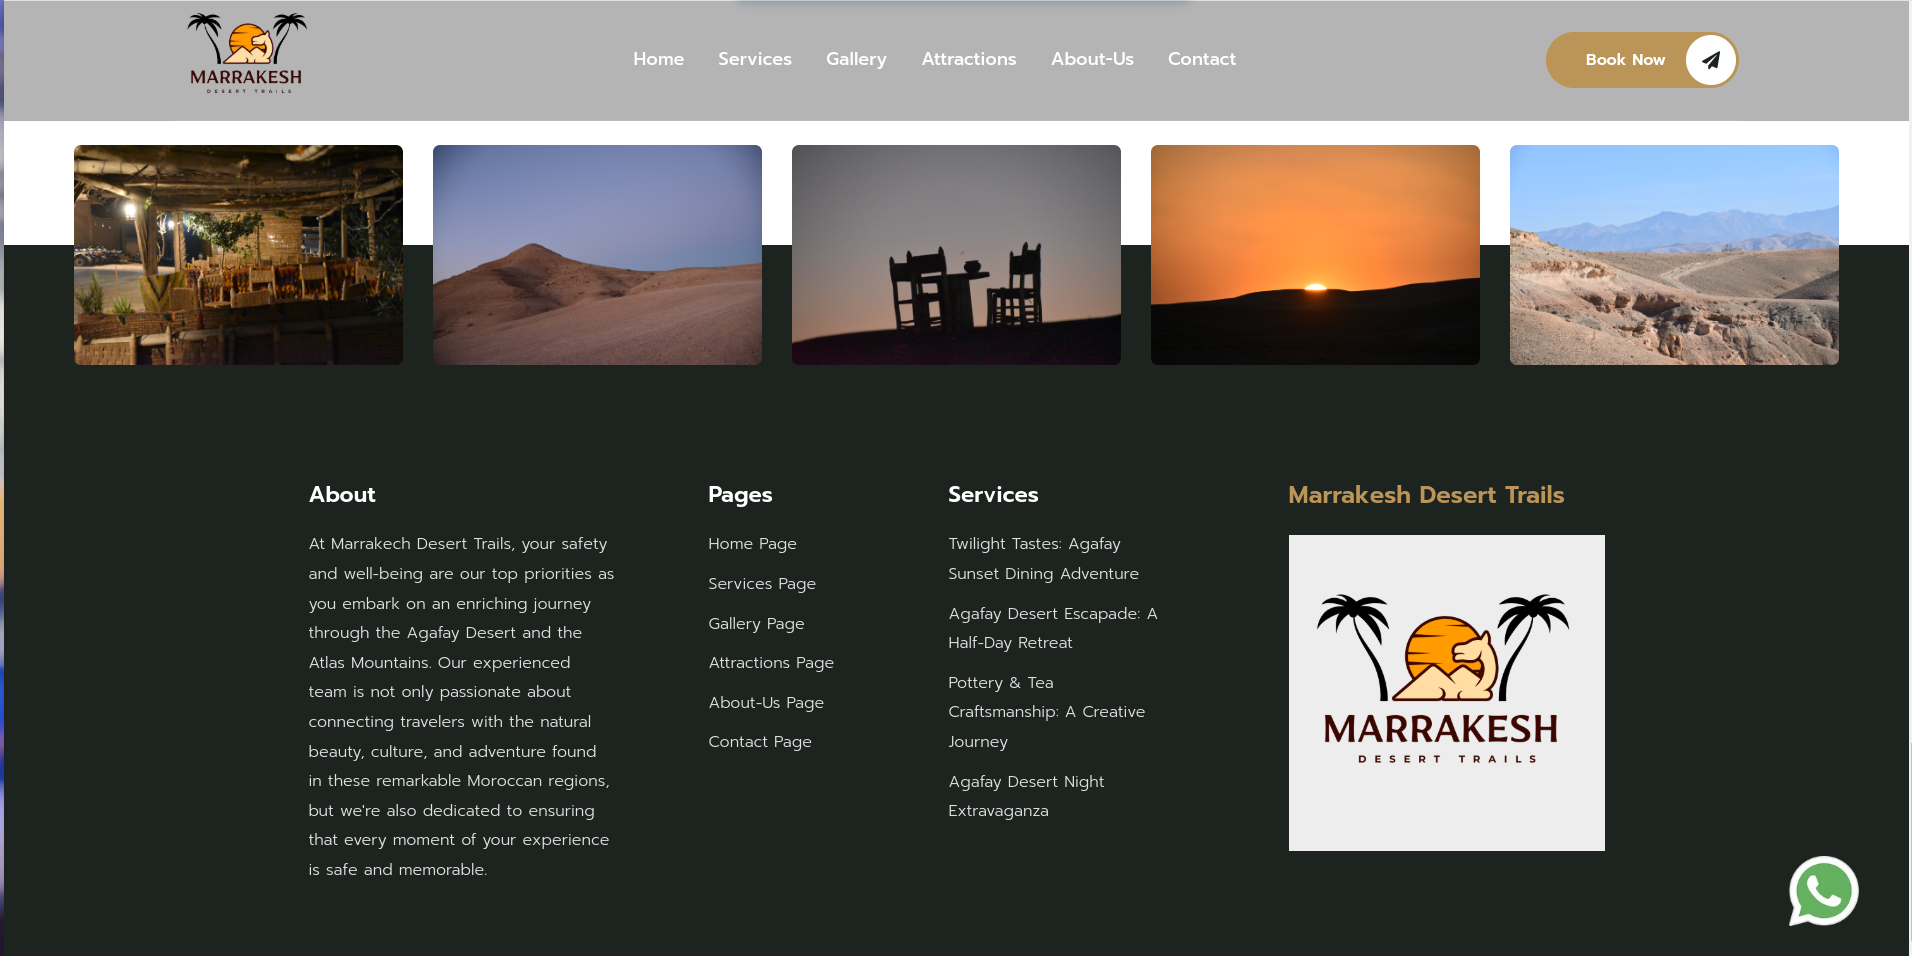 MARRAKESH
DESERT TRAILS
Home Services Gallery Attractions About-Us Contact
Book Now
About
At Marrakech Desert Trails, your safety
and well-being are our top priorities as
you embark on an enriching journey
through the Agafay Desert and the
Atlas Mountains. Our experienced
team is not only passionate about
connecting travelers with the natural
beauty, culture, and adventure found
in these remarkable Moroccan regions,
but we're also dedicated to ensuring
that every moment of your experience
is safe and memorable.
Pages
Home Page
Services Page
Gallery Page
Attractions Page
About-Us Page
Contact Page
Services
Twilight Tastes: Agafay
Sunset Dining Adventure
Agafay Desert Escapade: A
Half-Day Retreat
Pottery & Tea
Craftsmanship: A Creative
Journey
Agafay Desert Night
Extravaganza
Marrakesh Desert Trails
MARRAKESH
DESERT TRAILS